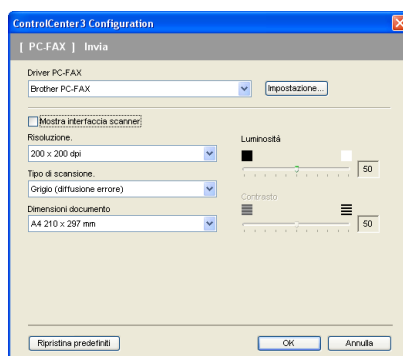 ControlCenter3 Configuration
[ PC-FAX ] Invia
Driver PC-FAX
Brother PC-FAX
Impostazione...
Mostra interfaccia scanner
Risoluzione.
200 x 200 dpi
Luminosità
50
Tipo di scansione.
Grigio (diffusione errore)
Contrasto
50
Dimensioni documento
A4 210 x 297 mm
Ripristina predefiniti
OK
Annulla